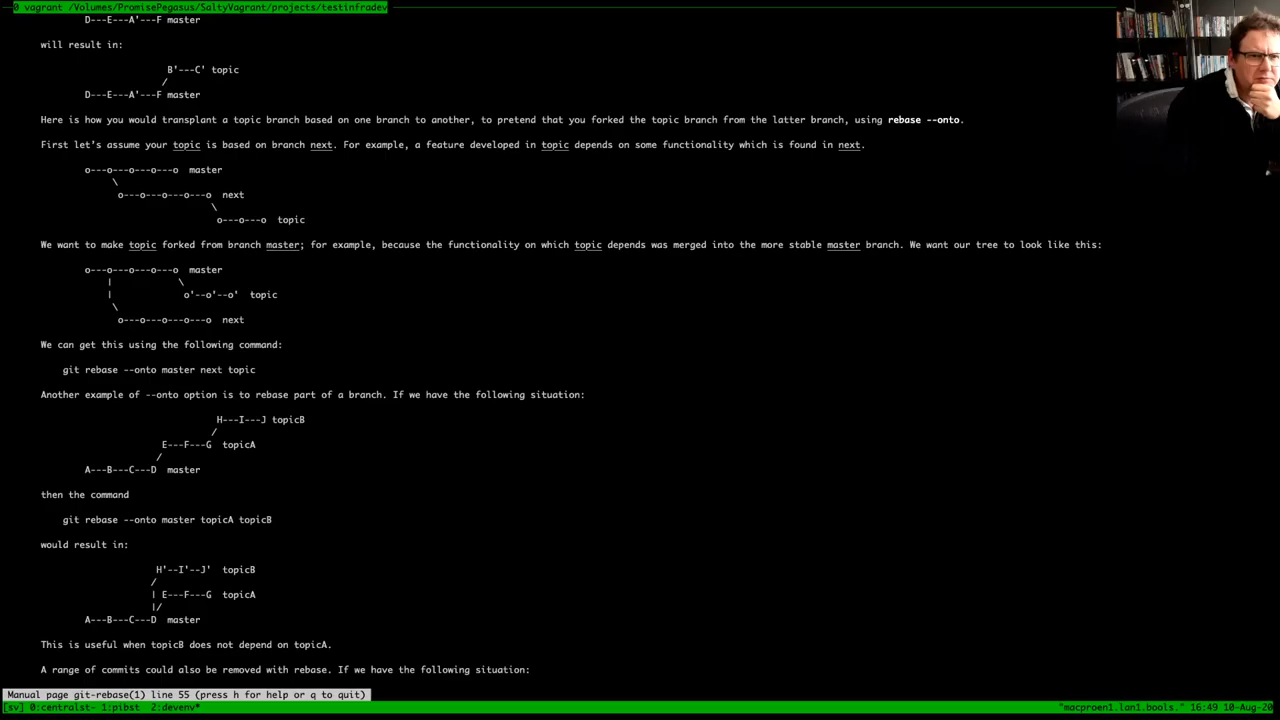 0 vagrant /Volumes/PromisePegasus/SaltyVagrant/projects/testinfradev
D---E---A'---F master
will result in:
B'---C' topic
/
D---E---A'---F master
Here is how you would transplant a topic branch based on one branch to another, to pretend that you forked the topic branch from the latter branch, using rebase --onto.
First let's assume your topic is based on branch next. For example, a feature developed in topic depends on some functionality which is found in next.
o---o---o---o---o  master
\
o---o---o---o---o  next
\
o---o---o  topic
We want to make topic forked from branch master; for example, because the functionality on which topic depends was merged into the more stable master branch. We want our tree to look like this:
o---o---o---o---o  master
|            \
|             o'--o'--o'  topic
\
o---o---o---o---o  next
We can get this using the following command:
git rebase --onto master next topic
Another example of --onto option is to rebase part of a branch. If we have the following situation:
H---I---J topicB
/
E---F---G  topicA
/
A---B---C---D  master
then the command
git rebase --onto master topicA topicB
would result in:
H'--I'--J'  topicB
/
| E---F---G  topicA
|/
A---B---C---D  master
This is useful when topicB does not depend on topicA.
A range of commits could also be removed with rebase. If we have the following situation:
Manual page git-rebase(1) line 55 (press h for help or q to quit)
[sv] 0:centralst- 1:pibst  2:devenv*  "macproen1.lan1.bools." 16:49 10-Aug-20